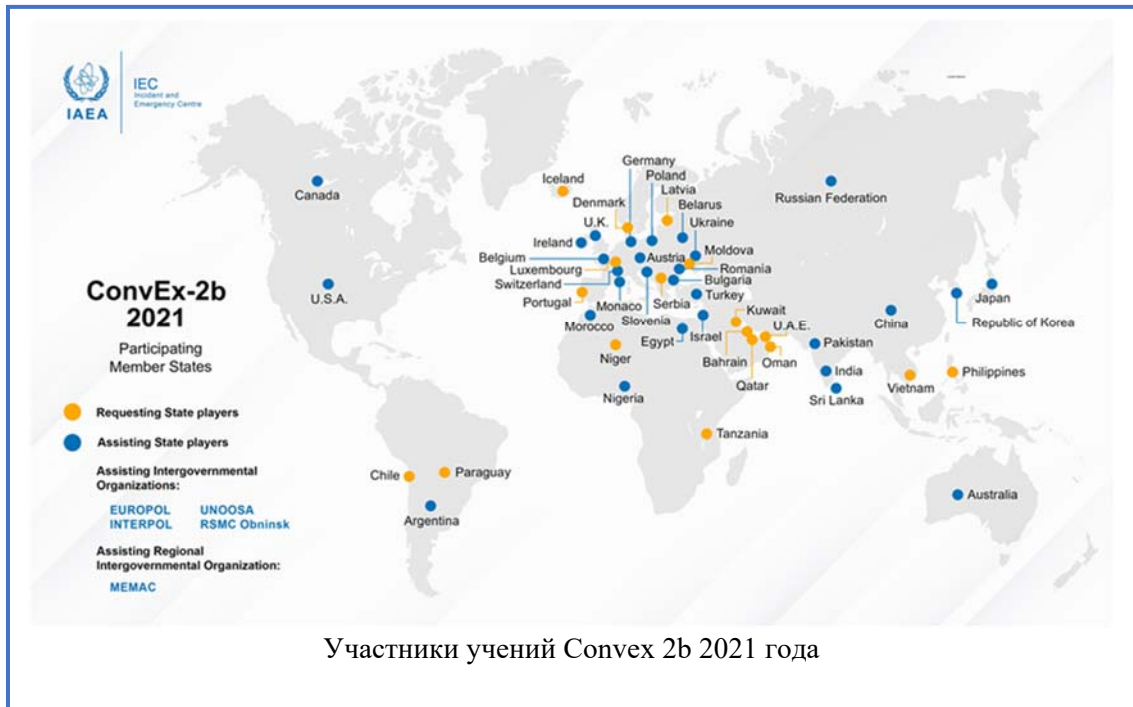 IAEA
IEC
Incident and
Emergency Centre
ConvEx-2b
2021
Participating
Member States
Requesting State players
Assisting State players
Assisting Intergovernmental
Organizations:
EUROPOL UNOOSA
INTERPOL RSMC Obninsk
Assisting Regional
Intergovernmental Organization:
MEMAC
Canada
U.S.A.
Iceland
Denmark
U.K.
Ireland
Belgium
Luxembourg
Switzerland
Portugal
Germany
Poland
Latvia
Belarus
Ukraine
Moldova
Austria
Romania
Bulgaria
Serbia
Turkey
Monaco
Slovenia
Morocco
Egypt
Israel
Niger
Nigeria
Kuwait
U.A.E.
Bahrain
Oman
Qatar
Tanzania
Russian Federation
China
Japan
Republic of Korea
Pakistan
India
Sri Lanka
Vietnam
Philippines
Chile
Paraguay
Argentina
Australia
Участники учений Convex 2b 2021 года